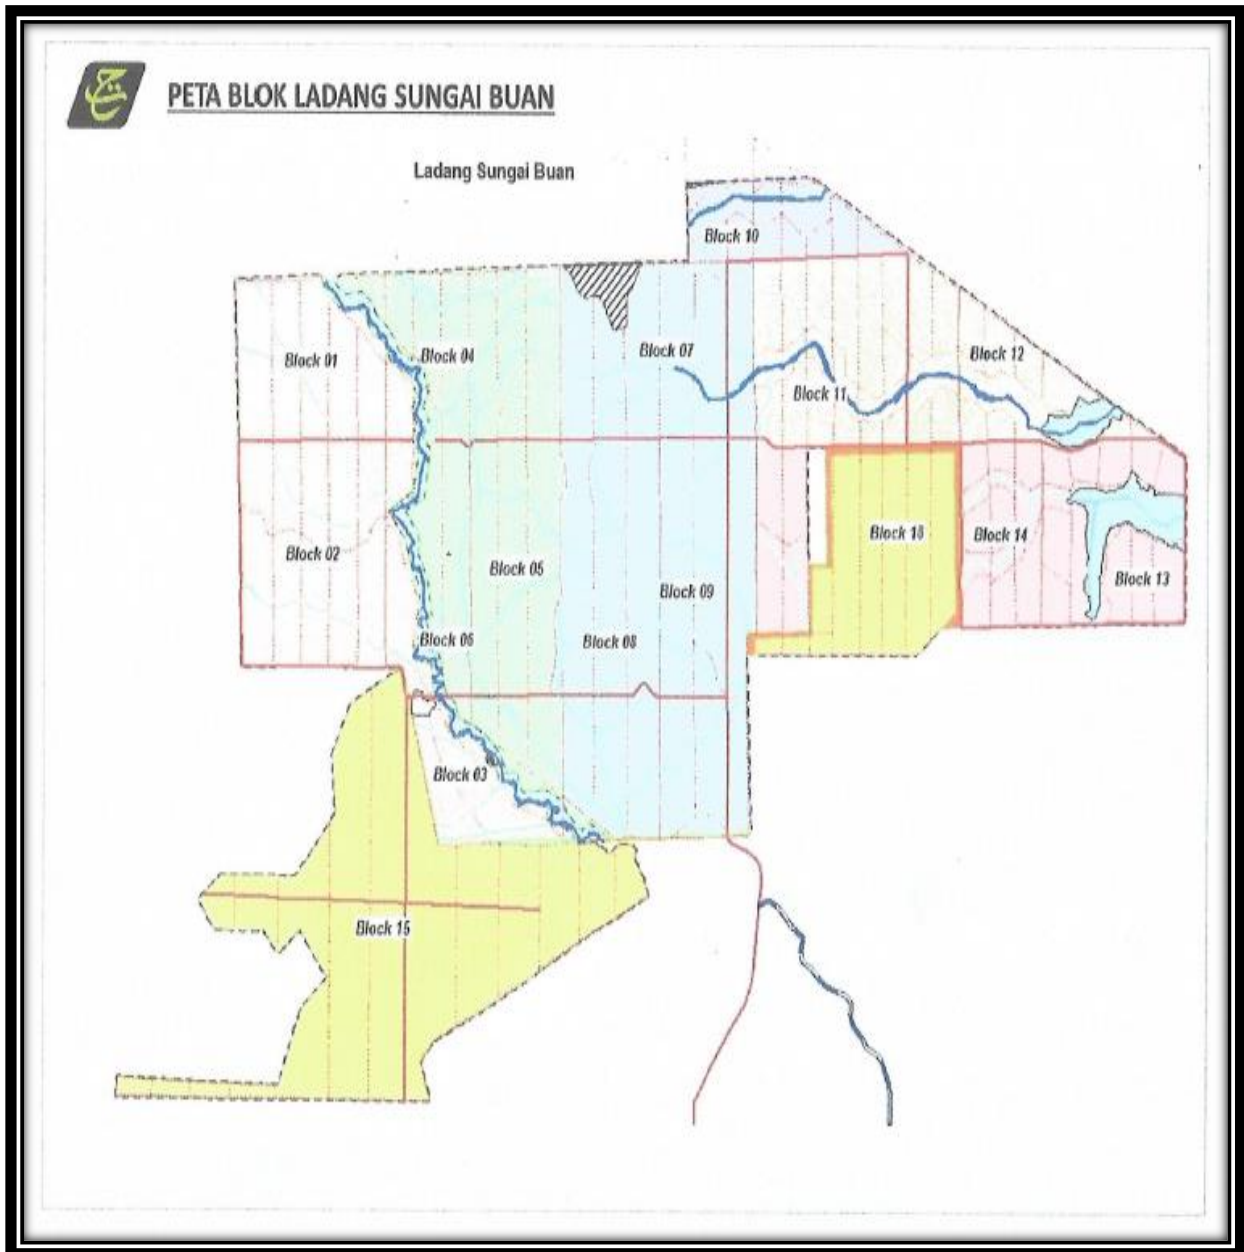 PETA BLOK LADANG SUNGAI BUAN
Ladang Sungai Buan
Block 10
Block 01
Block 04
Block 07
Block 12
Block 11
Block 02
Block 05
Block 16
Block 14
Block 13
Block 09
Block 06
Block 08
Block 03
Block 15